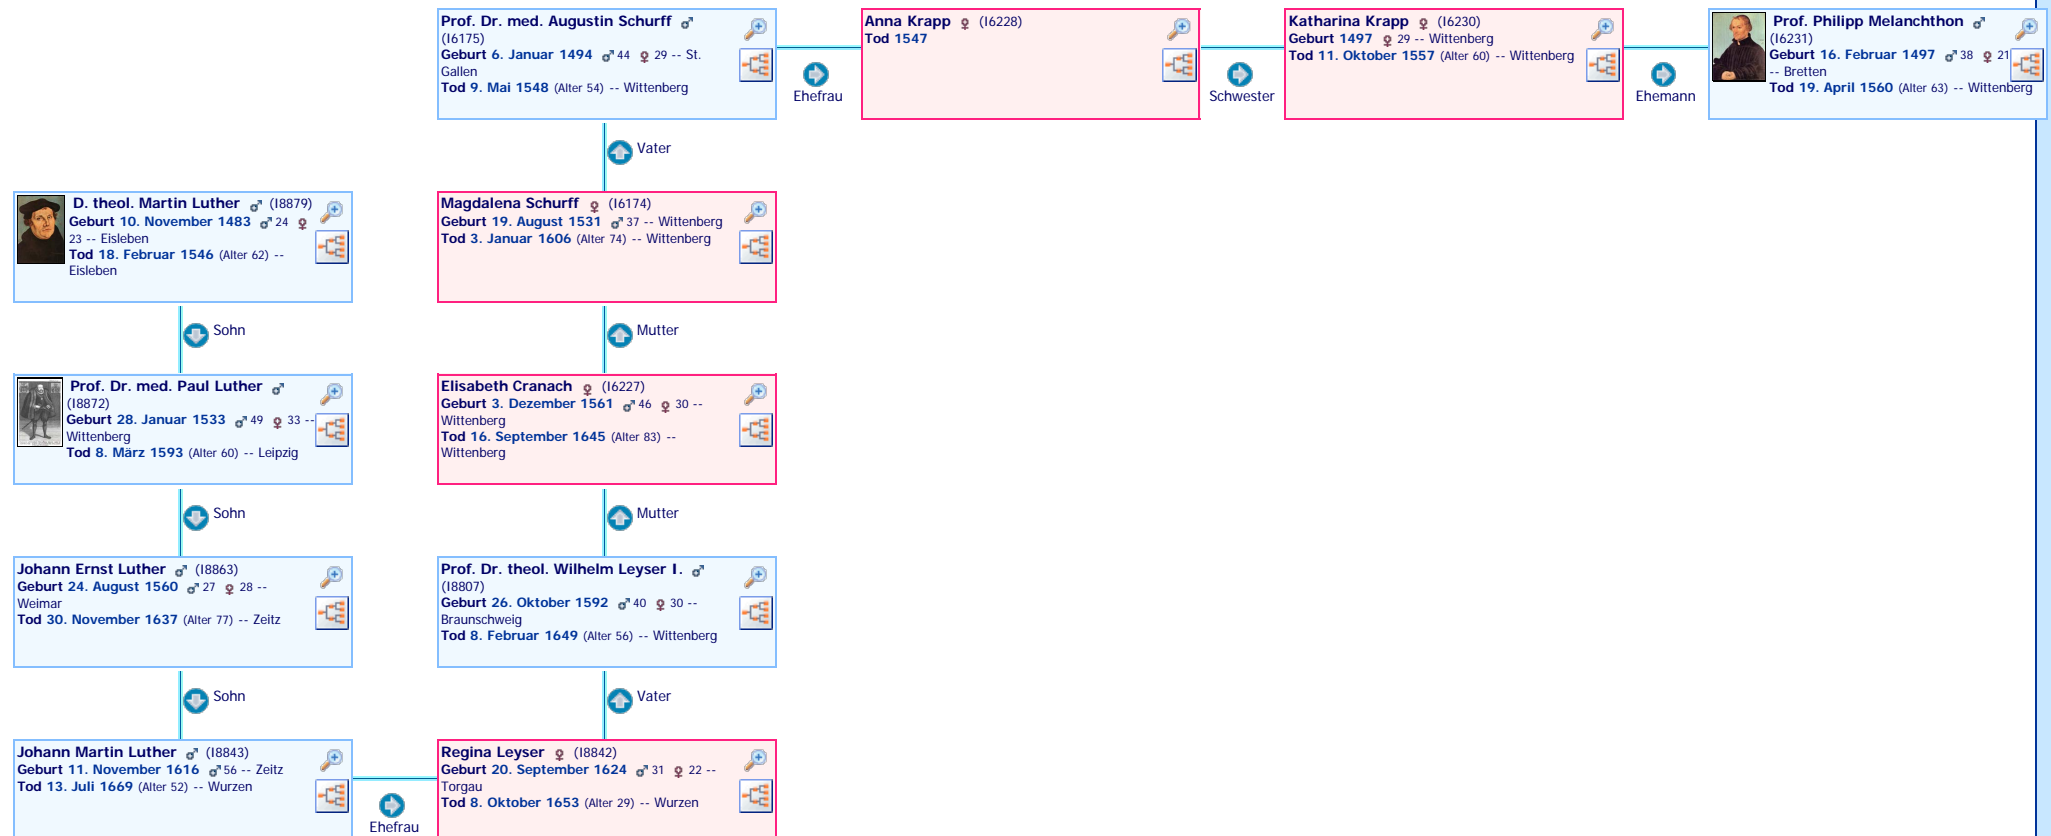 Prof. Dr. med. Augustin Schurff ♂
(I6175)
Geburt 6. Januar 1494 ♂ 44 ♀ 29 -- St.
Gallen
Tod 9. Mai 1548 (Alter 54) -- Wittenberg
Ehefrau
Anna Krapp ♀ (I6228)
Tod 1547
Schwester
Katharina Krapp ♀ (I6230)
Geburt 1497 ♀ 29 -- Wittenberg
Tod 11. Oktober 1557 (Alter 60) -- Wittenberg
Ehemann
Prof. Philipp Melanchthon ♂
(I6231)
Geburt 16. Februar 1497 ♂ 38 ♀ 21
-- Bretten
Tod 19. April 1560 (Alter 63) -- Wittenberg
Vater
D. theol. Martin Luther ♂ (I8879)
Geburt 10. November 1483 ♂ 24 ♀
23 -- Eisleben
Tod 18. Februar 1546 (Alter 62) --
Eisleben
Magdalena Schurff ♀ (I6174)
Geburt 19. August 1531 ♂ 37 -- Wittenberg
Tod 3. Januar 1606 (Alter 74) -- Wittenberg
Sohn
Mutter
Prof. Dr. med. Paul Luther ♂
(I8872)
Geburt 28. Januar 1533 ♂ 49 ♀ 33 --
Wittenberg
Tod 8. März 1593 (Alter 60) -- Leipzig
Elisabeth Cranach ♀ (I6227)
Geburt 3. Dezember 1561 ♂ 46 ♀ 30 --
Wittenberg
Tod 16. September 1645 (Alter 83) --
Wittenberg
Sohn
Mutter
Johann Ernst Luther ♂ (I8863)
Geburt 24. August 1560 ♂ 27 ♀ 28 --
Weimar
Tod 30. November 1637 (Alter 77) -- Zeitz
Prof. Dr. theol. Wilhelm Leyser I. ♂
(I8807)
Geburt 26. Oktober 1592 ♂ 40 ♀ 30 --
Braunschweig
Tod 8. Februar 1649 (Alter 56) -- Wittenberg
Sohn
Vater
Johann Martin Luther ♂ (I8843)
Geburt 11. November 1616 ♂ 56 -- Zeitz
Tod 13. Juli 1669 (Alter 52) -- Wurzen
Ehefrau
Regina Leyser ♀ (I8842)
Geburt 20. September 1624 ♂ 31 ♀ 22 --
Torgau
Tod 8. Oktober 1653 (Alter 29) -- Wurzen